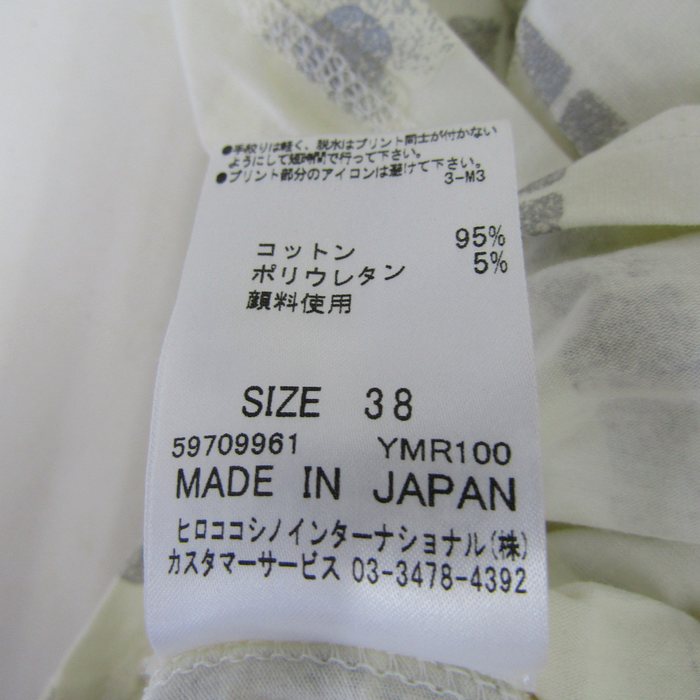 ●手絞りは軽く、脱水はプリント同士が付かない
ようにして短時間で行って下さい。
●プリント部分のアイロンは避けて下さい。
3-M3
コットン 95%
ポリウレタン 5%
顔料使用
SIZE 38
59709961 YMR100
MADE IN JAPAN
ヒロココシノインターナショナル(株)
カスタマーサービス 03-3478-4392